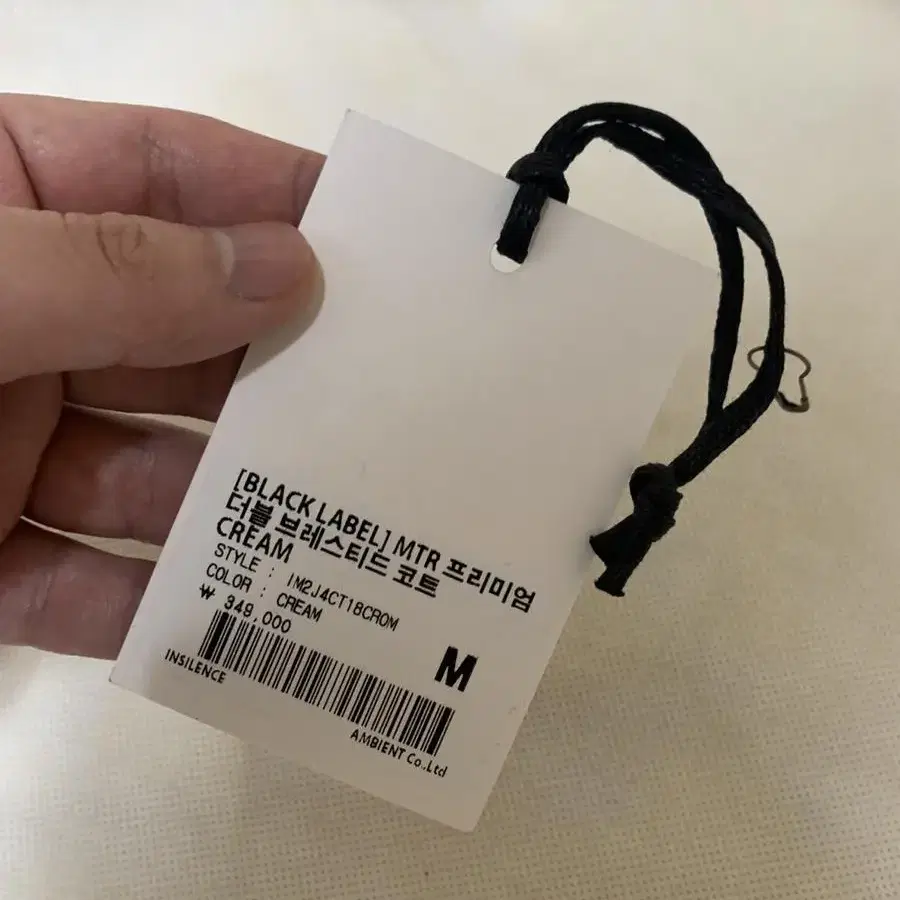 [BLACK LABEL] MTR 프리미엄
더블 브레스티드 코트
CREAM
STYLE : IM2J4CT18CROM
COLOR : CREAM
₩ 349,000
M
INSILENCE
AMBIENT Co.,Ltd